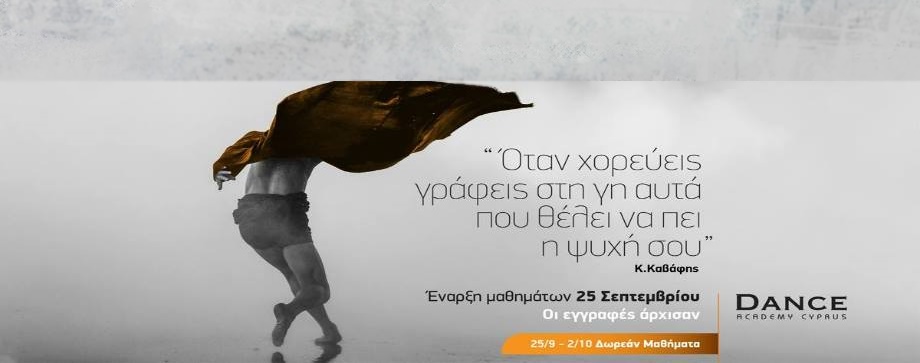 “Όταν χορεύεις
γράφεις στη γη αυτά
που θέλει να πει
η ψυχή σου”
Κ.Καβάφης
Έναρξη μαθημάτων 25 Σεπτεμβρίου
Οι εγγραφές άρχισαν
25/9 - 2/10 Δωρεάν Μαθήματα
DANCE
ACADEMY CYPRUS